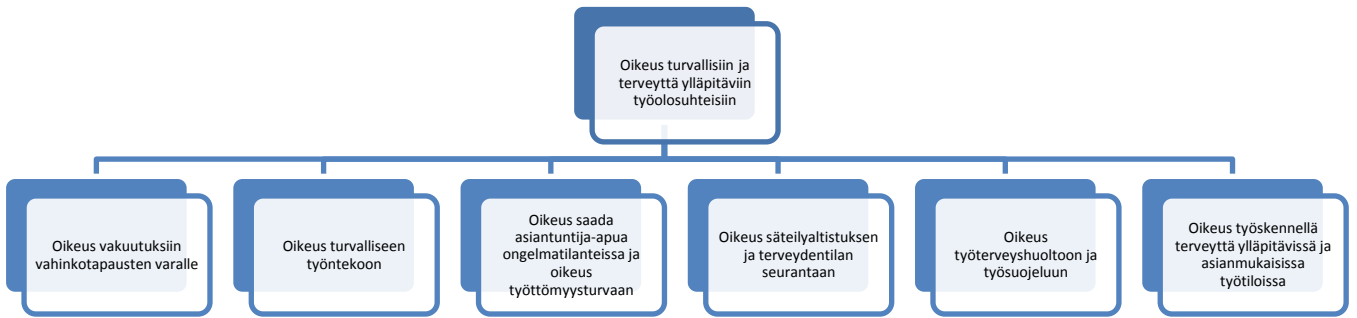 Oikeus turvallisiin ja
terveyttä ylläpitäviin
työolosuhteisiin
Oikeus vakuutuksiin
vahinkotapausten varalle
Oikeus turvalliseen
työntekoon
Oikeus saada
asiantuntija-apua
ongelmatilanteissa ja
oikeus
työttömyysturvaan
Oikeus säteilyaltistuksen
ja terveydentilan
seurantaan
Oikeus
työterveyshuoltoon ja
työsuojeluun
Oikeus työskennellä
terveyttä ylläpitävissä ja
asianmukaisissa
työtiloissa